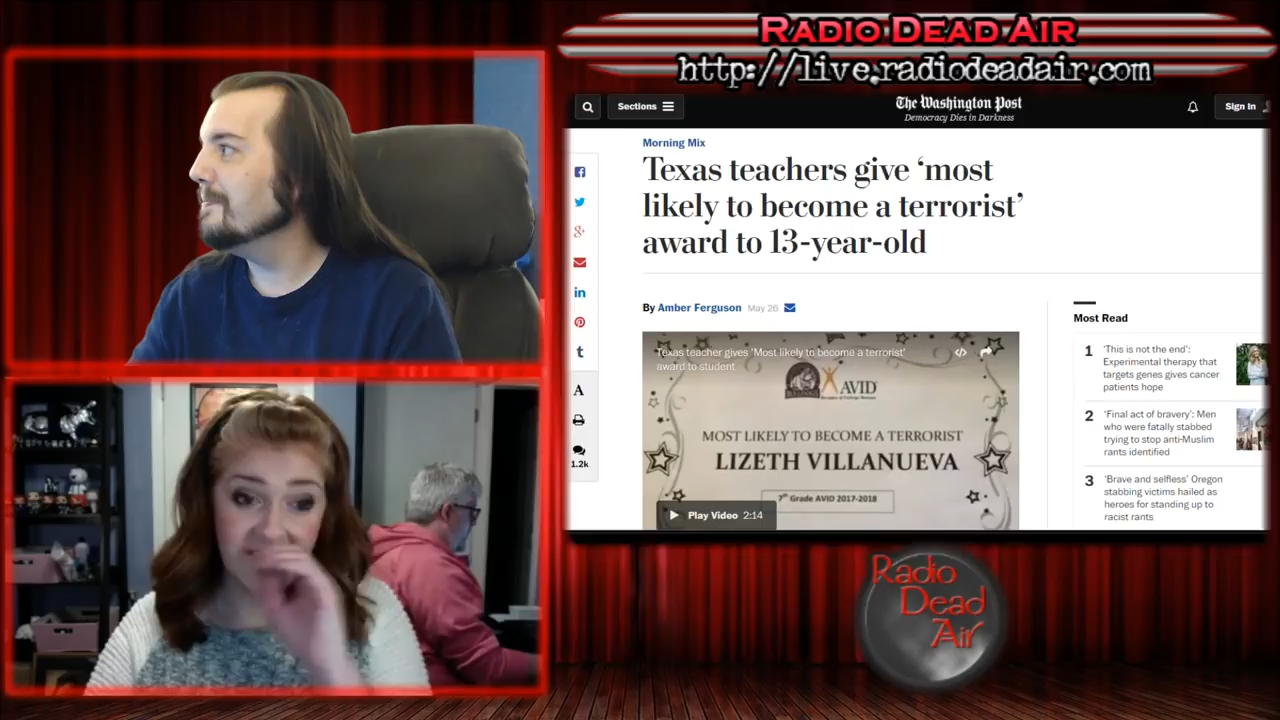 RADIO DEAD AIR
http://live.radiodeadair.com
Sections
The Washington Post
Democracy Dies in Darkness
Sign In
Morning Mix
Texas teachers give ‘most
likely to become a terrorist’
award to 13-year-old
By Amber Ferguson May 26
Most Read
Texas teacher gives 'Most likely to become a terrorist'
award to student
AVID
MOST LIKELY TO BECOME A TERRORIST
LIZETH VILLANUEVA
7th Grade AVID 2017-2018
Play Video 2:14
A
1.2k
1 ‘This is not the end’:
Experimental therapy that
targets genes gives cancer
patients hope
2 ‘Final act of bravery’: Men
who were fatally stabbed
trying to stop anti-Muslim
rants identified
3 ‘Brave and selfless’ Oregon
stabbing victims hailed as
heroes for standing up to
racist rants
Radio
Dead
Air